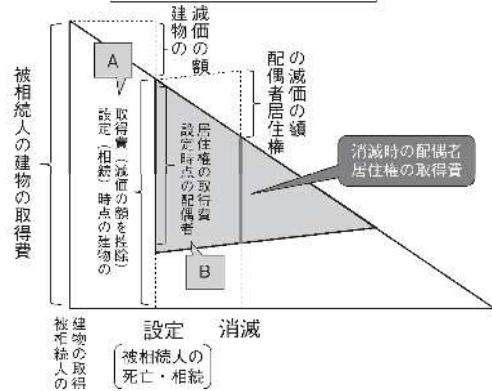 建物の
減価の額
配偶者居住権
の減価の額
被相続人の建物の取得費
A
設定（相続）時点の建物の
取得費（減価の額を控除）
設定時点の配偶者
居住権の取得費
消滅時の配偶者
居住権の取得費
B
被相続人の
建物の取得
設定
消滅
被相続人の
死亡・相続